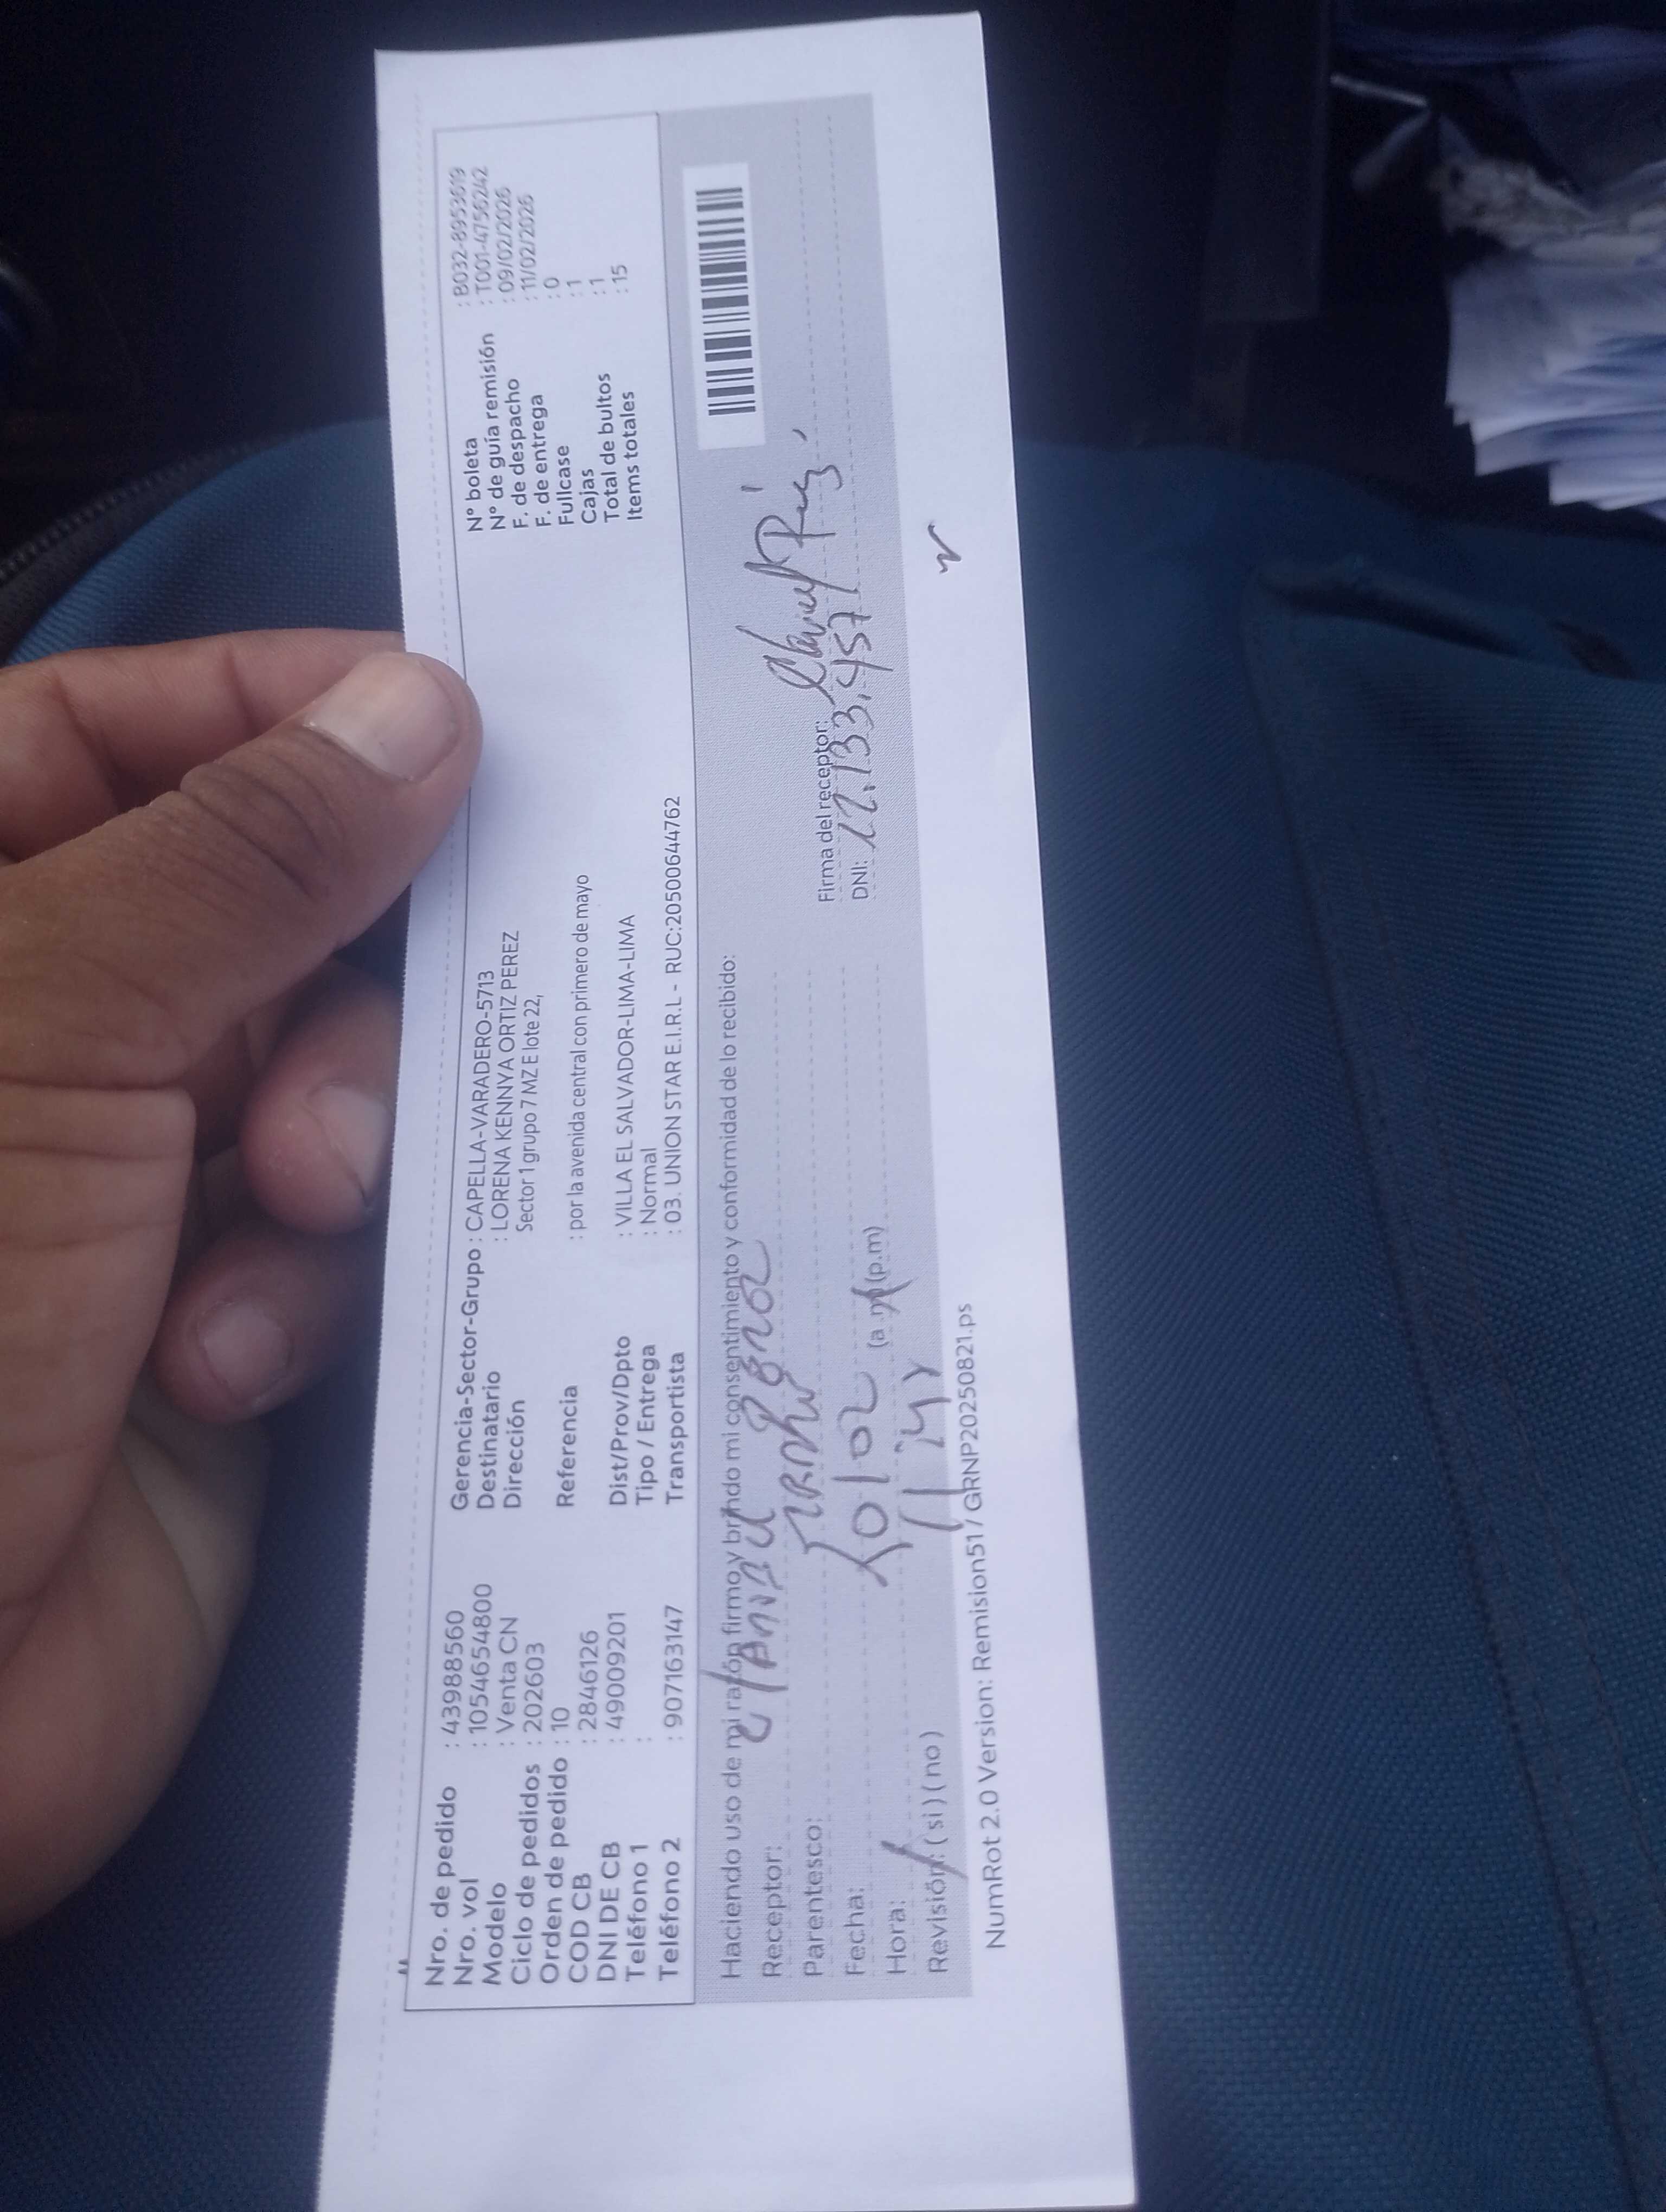 Nro. de pedido : 43988560
Nro. vol : 1054654800
Modelo : Venta CN
Ciclo de pedidos : 202603
Orden de pedido : 10
COD CB : 2846126
DNI DE CB : 49009201
Teléfono 1 :
Teléfono 2 : 907163147
Gerencia-Sector-Grupo : CAPELLA-VARADERO-5713
Destinatario : LORENA KENNYA ORTIZ PEREZ
Dirección Sector 1 grupo 7 MZ E lote 22,
Referencia : por la avenida central con primero de mayo
Dist/Prov/Dpto : VILLA EL SALVADOR-LIMA-LIMA
Tipo / Entrega : Normal
Transportista : 03. UNION STAR E.I.R.L - RUC:20500644762
N° boleta : B032-8953619
N° de guía remisión : T001-4756242
F. de despacho : 09/02/2026
F. de entrega : 11/02/2026
Fullcase : 0
Cajas : 1
Total de bultos : 1
Items totales : 15
Haciendo uso de mi razón firmo y brindo mi consentimiento y conformidad de lo recibido:
Receptor:
Parentesco:
Fecha: 10/02
Hora: (a.m) (p.m)
Revisión: (si) (no)
Firma del receptor:
DNI:
NumRot 2.0 Version: Remision51 / GRNP20250821.ps